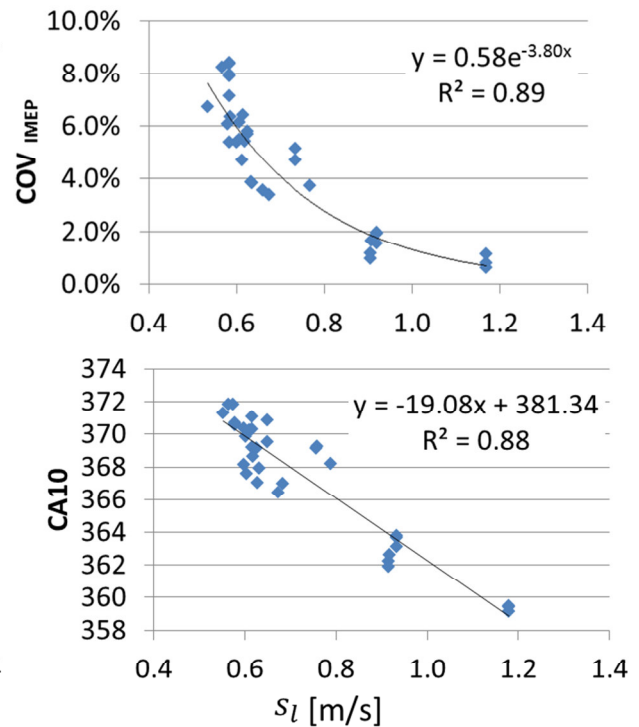 10.0%
8.0%
6.0%
4.0%
2.0%
0.0%
COV IMEP
y = 0.58e^-3.80x
R² = 0.89
0.4 0.6 0.8 1.0 1.2 1.4
374
372
370
368
366
364
362
360
358
CA10
y = -19.08x + 381.34
R² = 0.88
0.4 0.6 0.8 1.0 1.2 1.4
s_l [m/s]